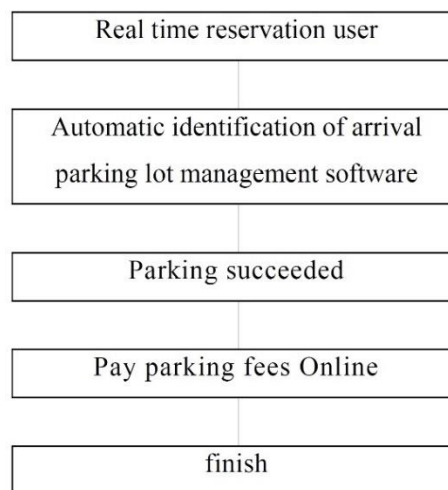 Real time reservation user
Automatic identification of arrival
parking lot management software
Parking succeeded
Pay parking fees Online
finish